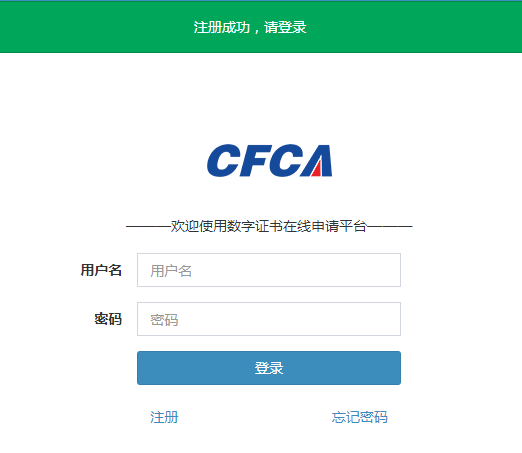 注册成功，请登录
CFCA
———欢迎使用数字证书在线申请平台———
用户名 用户名
密码 密码
登录
注册 忘记密码